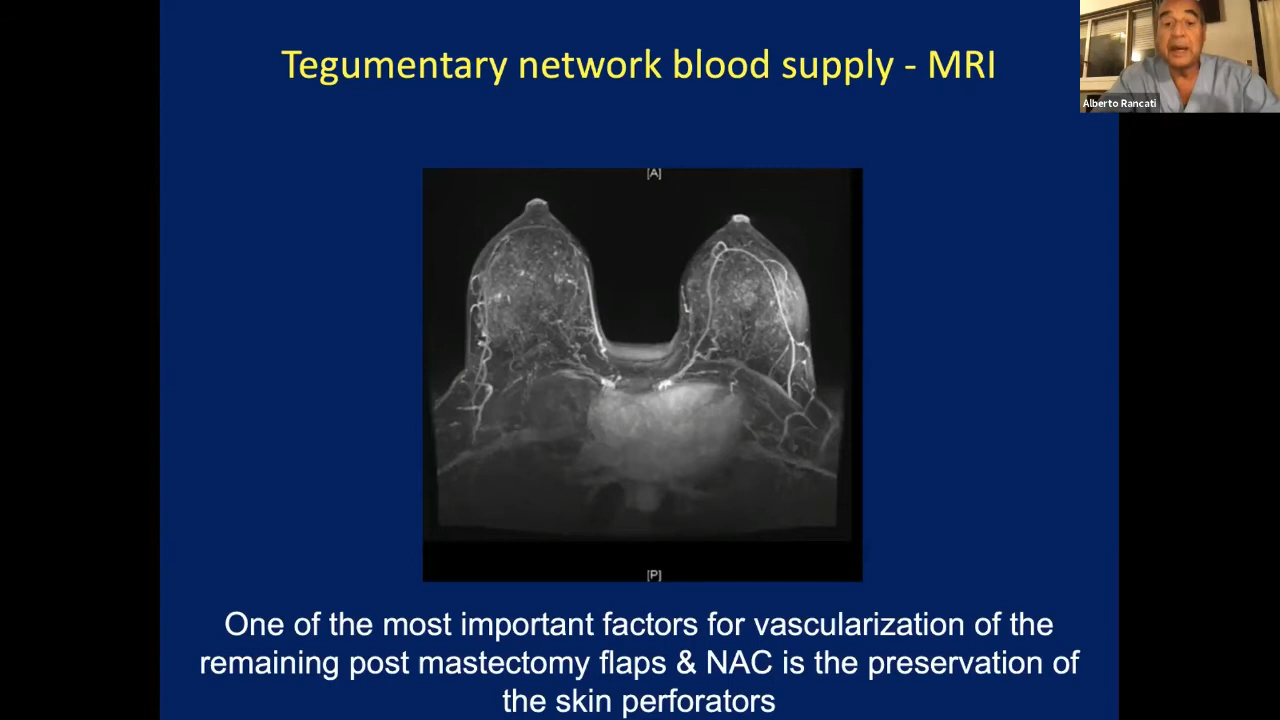 Tegumentary network blood supply - MRI
Alberto Rancati
[A]
[P]
One of the most important factors for vascularization of the
remaining post mastectomy flaps & NAC is the preservation of
the skin perforators